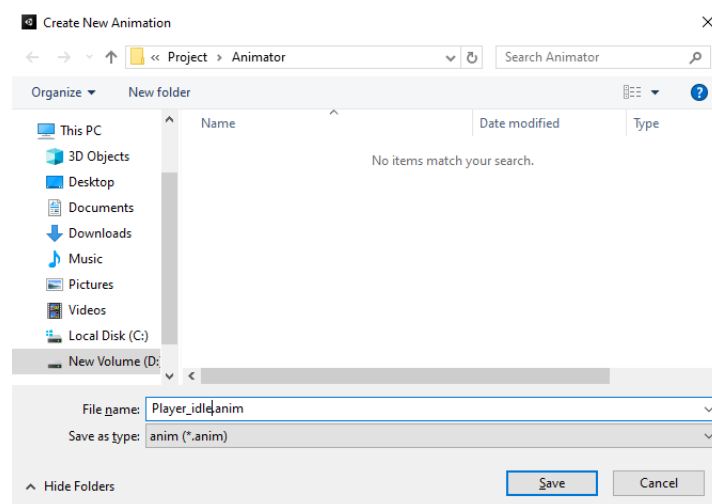 Create New Animation
« Project > Animator
Search Animator
Organize
New folder
?
Name
Date modified
Type
No items match your search.
This PC
3D Objects
Desktop
Documents
Downloads
Music
Pictures
Videos
Local Disk (C:)
New Volume (D:
File name: Player_idle.anim
Save as type: anim (*.anim)
Hide Folders
Save
Cancel